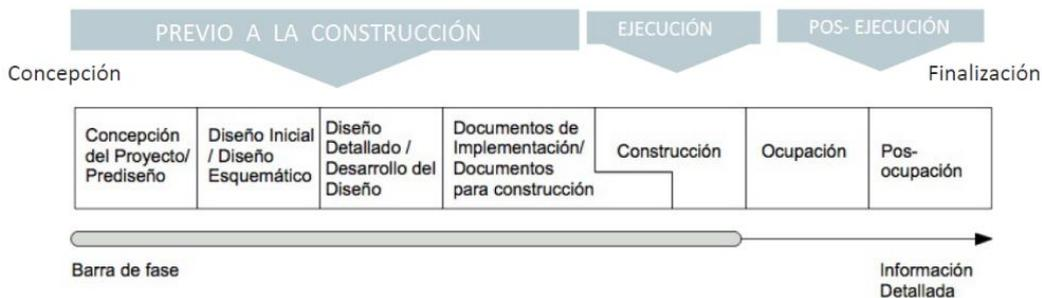 PREVIO A LA CONSTRUCCIÓN
EJECUCIÓN
POS- EJECUCIÓN
Concepción
Finalización
Concepción
del Proyecto/
Prediseño
Diseño Inicial
/ Diseño
Esquemático
Diseño
Detallado /
Desarrollo del
Diseño
Documentos de
Implementación/
Documentos
para construcción
Construcción
Ocupación
Pos-
ocupación
Barra de fase
Información
Detallada